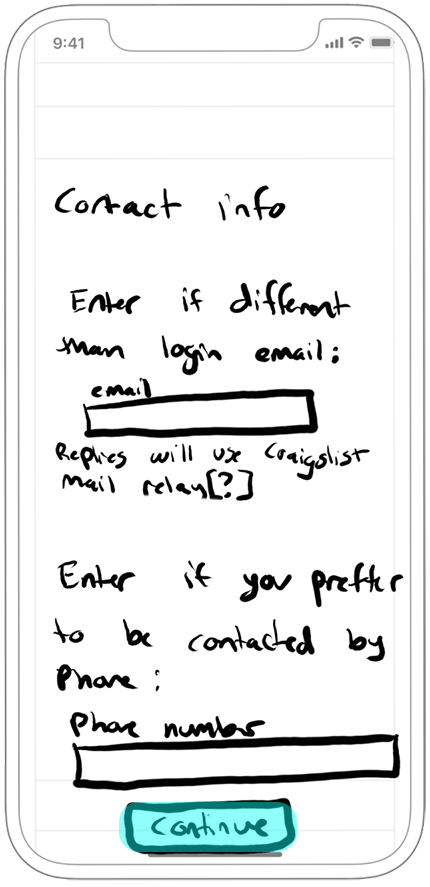 9:41
Contact info
Enter if different
than login email:
email
Replies will use Craigslist
Mail relay[?]
Enter if you preffer
to be contacted by
Phone:
Phone number
Continue